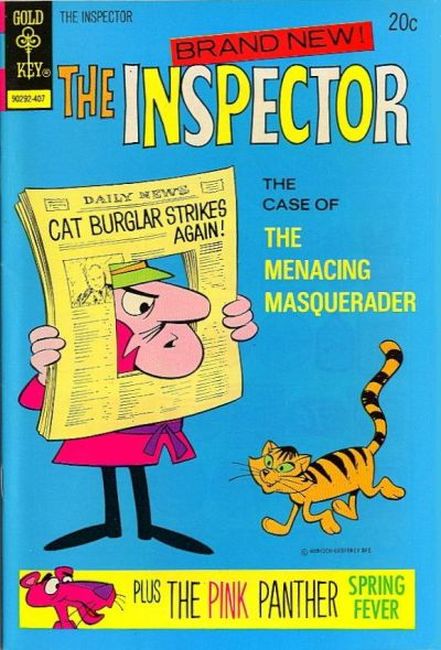 GOLD
KEY®
90292-407
THE INSPECTOR
20c
BRAND NEW!
THE INSPECTOR
DAILY NEWS
CAT BURGLAR STRIKES
AGAIN!
THE
CASE OF
THE
MENACING
MASQUERADER
PLUS THE PINK PANTHER SPRING
FEVER